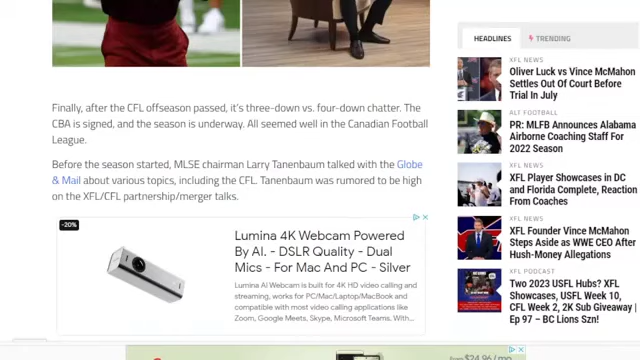 Finally, after the CFL offseason passed, it's three-down vs. four-down chatter. The
CBA is signed, and the season is underway. All seemed well in the Canadian Football
League.
Before the season started, MLSE chairman Larry Tanenbaum talked with the Globe
& Mail about various topics, including the CFL. Tanenbaum was rumored to be high
on the XFL/CFL partnership/merger talks.
-20%
Lumina 4K Webcam Powered
By AI. - DSLR Quality - Dual
Mics - For Mac And PC - Silver
Lumina AI Webcam is built for 4K HD video calling and
streaming, works for PC/Mac/Laptop/MacBook and
compatible with most video calling applications like
Zoom, Google Meets, Skype, Microsoft Teams. With...
from $24.96 / mo
HEADLINES
TRENDING
XFL NEWS
Oliver Luck vs Vince McMahon
Settles Out Of Court Before
Trial In July
ALT FOOTBALL
PR: MLFB Announces Alabama
Airborne Coaching Staff For
2022 Season
XFL NEWS
XFL Player Showcases in DC
and Florida Complete, Reaction
From Coaches
XFL NEWS
XFL Founder Vince McMahon
Steps Aside as WWE CEO After
Hush-Money Allegations
XFL PODCAST
Two 2023 USFL Hubs? XFL
Showcases, USFL Week 10,
CFL Week 2, 2K Sub Giveaway |
Ep 97 – BC Lions Szn!